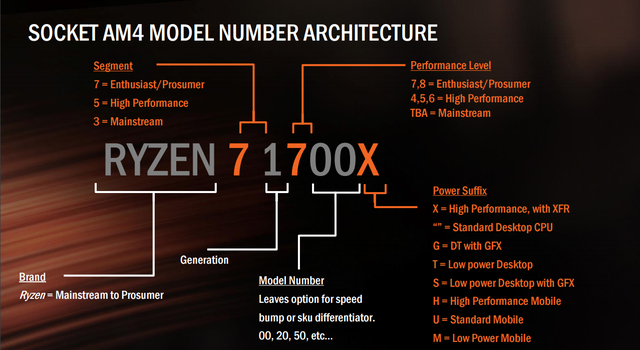 SOCKET AM4 MODEL NUMBER ARCHITECTURE
Segment
7 = Enthusiast/Prosumer
5 = High Performance
3 = Mainstream
Performance Level
7,8 = Enthusiast/Prosumer
4,5,6 = High Performance
TBA = Mainstream
RYZEN 7 1700X
Brand
Ryzen = Mainstream to Prosumer
Generation
Model Number
Leaves option for speed
bump or sku differentiator.
00, 20, 50, etc...
Power Suffix
X = High Performance, with XFR
“” = Standard Desktop CPU
G = DT with GFX
T = Low power Desktop
S = Low power Desktop with GFX
H = High Performance Mobile
U = Standard Mobile
M = Low Power Mobile